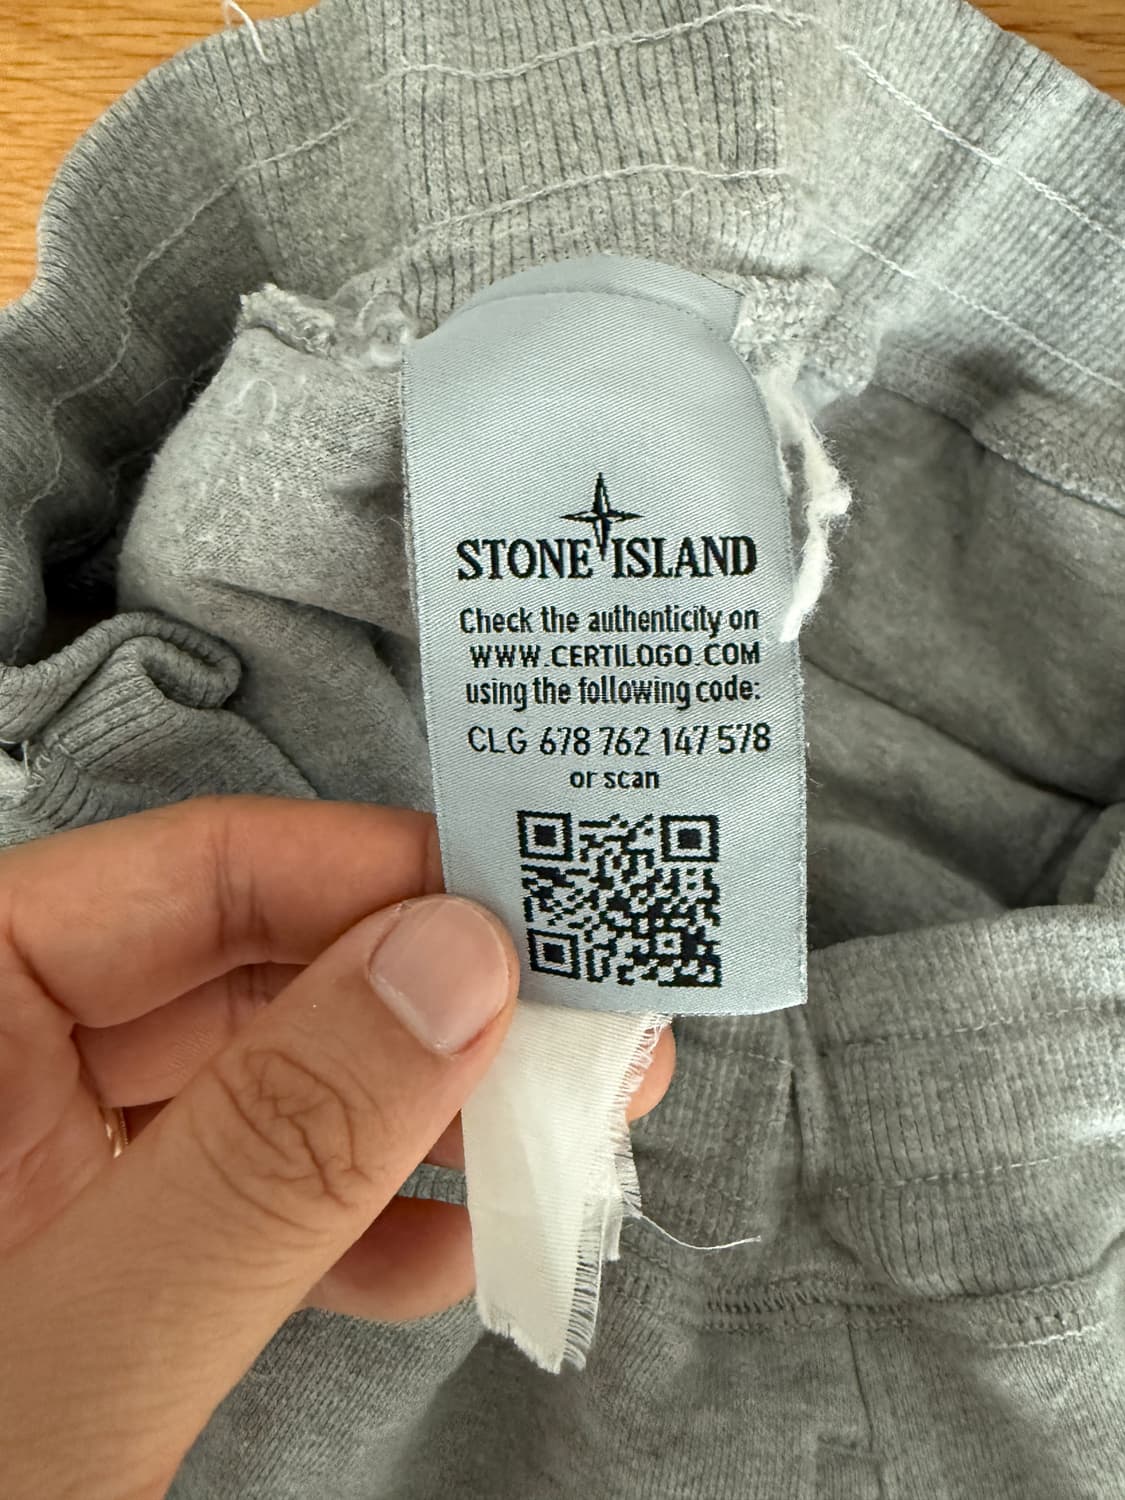 STONE ISLAND
Check the authenticity on
WWW.CERTILOGO.COM
using the following code:
CLG 678 762 147 578
or scan